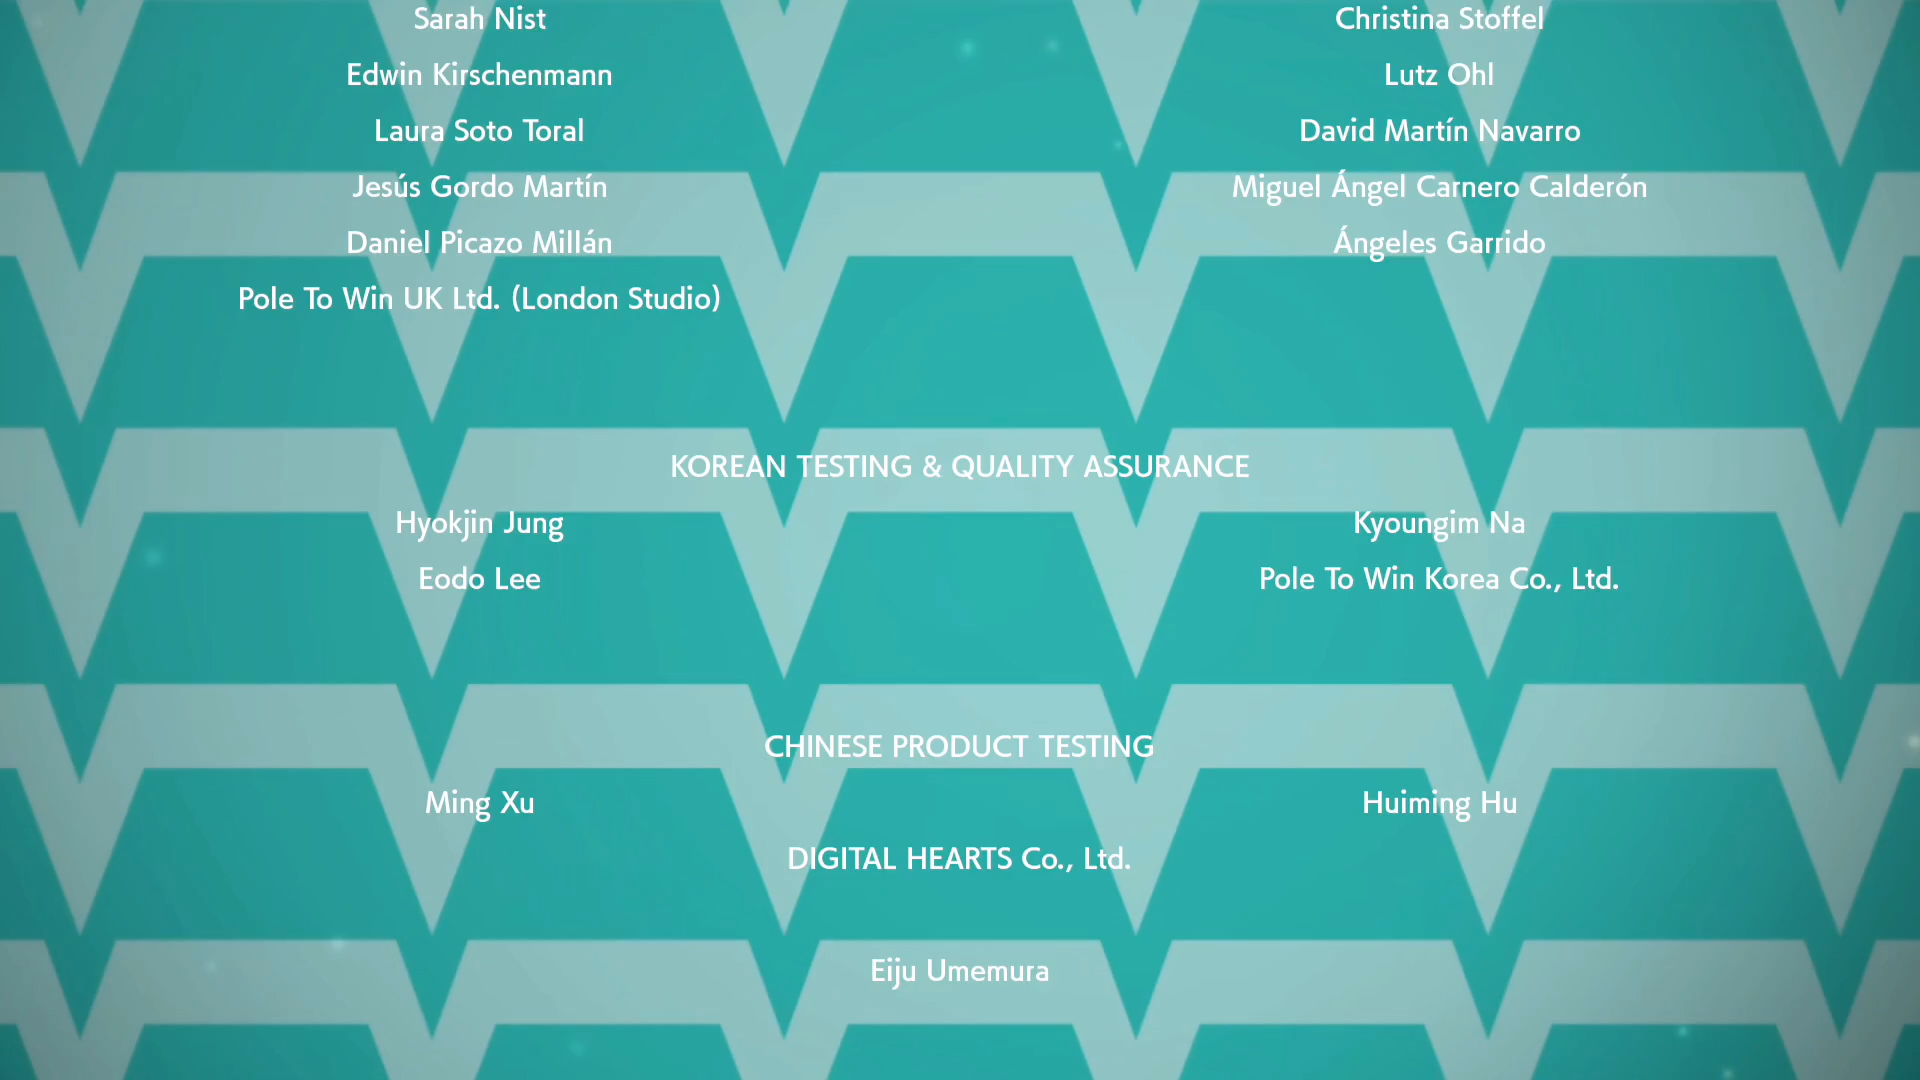 Sarah Nist Christina Stoffel
Edwin Kirschenmann Lutz Ohl
Laura Soto Toral David Martín Navarro
Jesús Gordo Martín Miguel Ángel Carnero Calderón
Daniel Picazo Millán Ángeles Garrido
Pole To Win UK Ltd. (London Studio)
KOREAN TESTING & QUALITY ASSURANCE
Hyokjin Jung Kyoungim Na
Eodo Lee Pole To Win Korea Co., Ltd.
CHINESE PRODUCT TESTING
Ming Xu Huiming Hu
DIGITAL HEARTS Co., Ltd.
Eiju Umemura